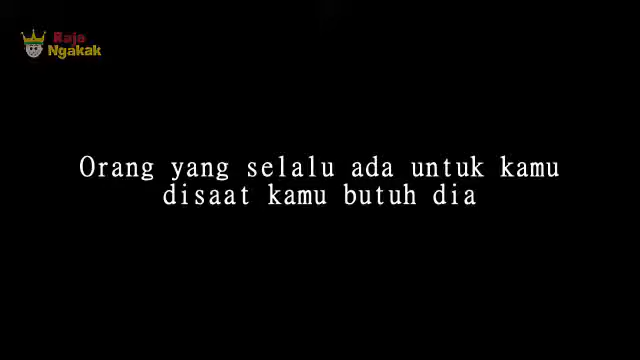 Raja
Ngakak
Orang yang selalu ada untuk kamu
disaat kamu butuh dia